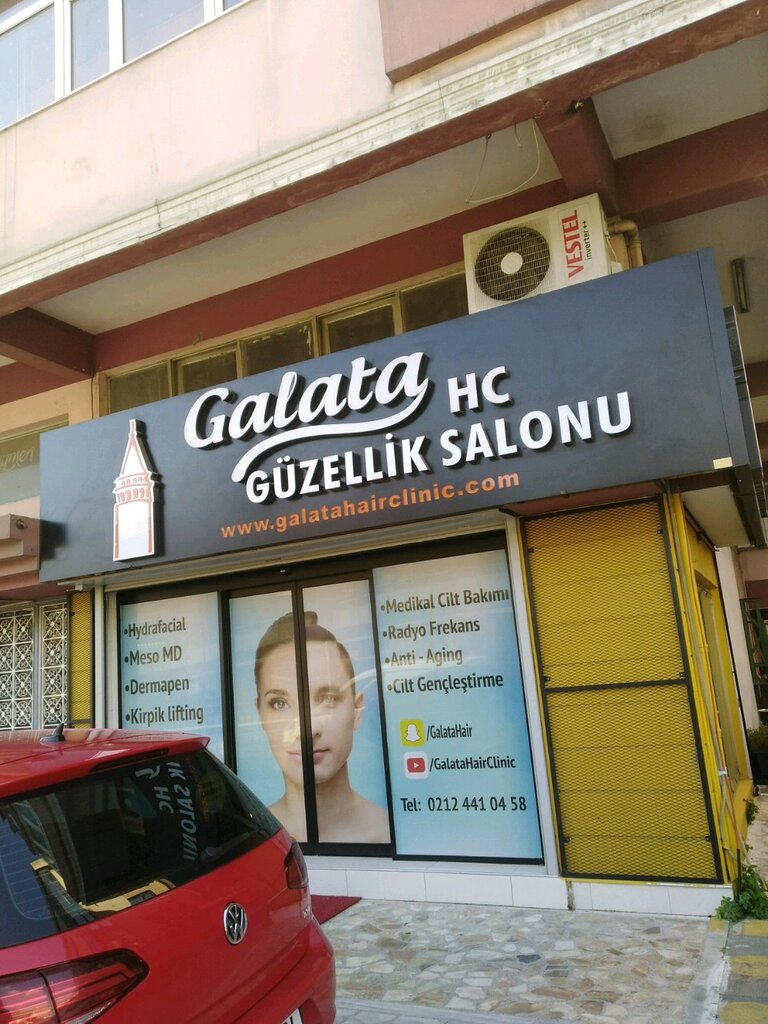 VESTEL
inverter++
Galata HC
GÜZELLİK SALONU
www.galatahairclinic.com
•Hydrafacial
•Meso MD
•Dermapen
•Kirpik lifting
•Medikal Cilt Bakımı
•Radyo Frekans
•Anti - Aging
•Cilt Gençleştirme
/GalataHair
/GalataHairClinic
Tel: 0212 441 04 58